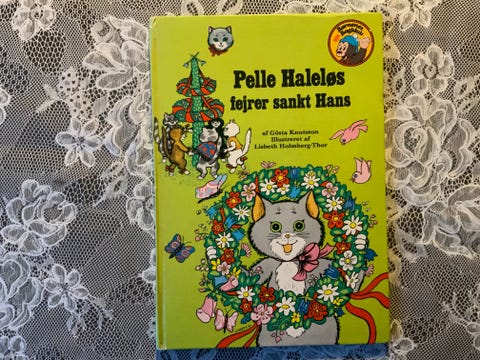 Pelle Haleløs
fejrer sankt Hans
af Gösta Knutsson
Illustreret af
Lisbeth Holmberg-Thor